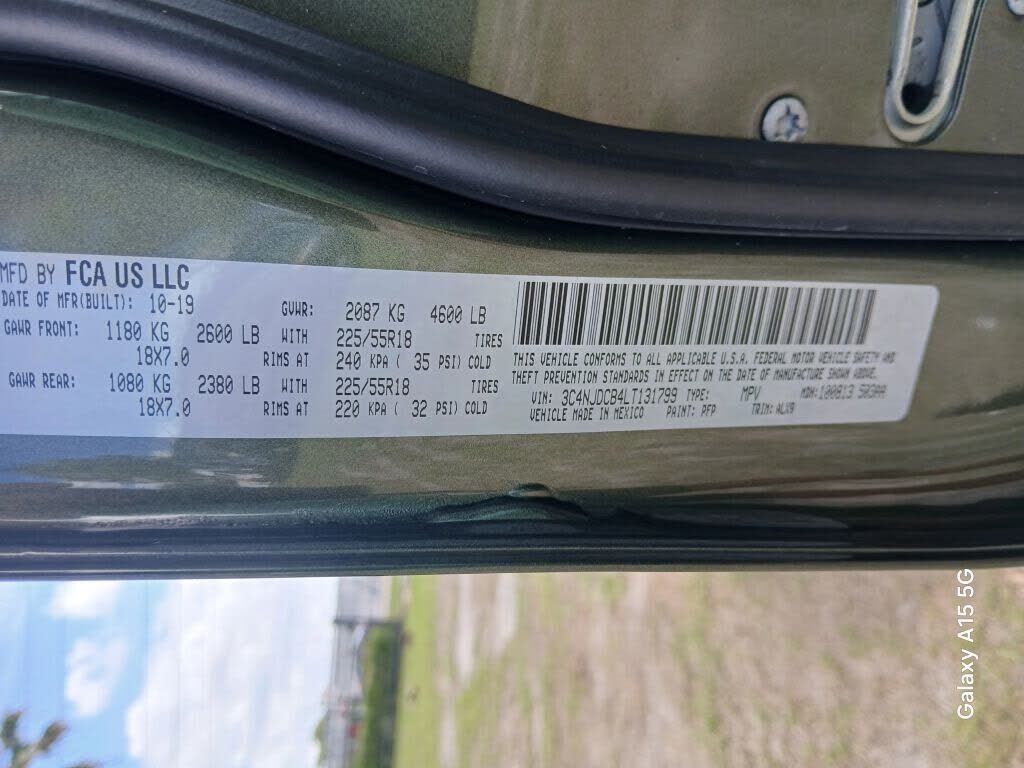 MFD BY FCA US LLC
DATE OF MFR(BUILT): 10-19 GVWR: 2087 KG 4600 LB
GAWR FRONT: 1180 KG 2600 LB WITH 225/55R18 TIRES
18X7.0 RIMS AT 240 KPA ( 35 PSI) COLD
GAWR REAR: 1080 KG 2380 LB WITH 225/55R18 TIRES
18X7.0 RIMS AT 220 KPA ( 32 PSI) COLD
THIS VEHICLE CONFORMS TO ALL APPLICABLE U.S.A. FEDERAL MOTOR VEHICLE SAFETY AND
THEFT PREVENTION STANDARDS IN EFFECT ON THE DATE OF MANUFACTURE SHOWN ABOVE.
VIN: 3C4NJDCB4LT131799 TYPE: MPV MDH: 100813 503AA
VEHICLE MADE IN MEXICO PAINT: PFP TRIM: ALX9
Galaxy A15 5G